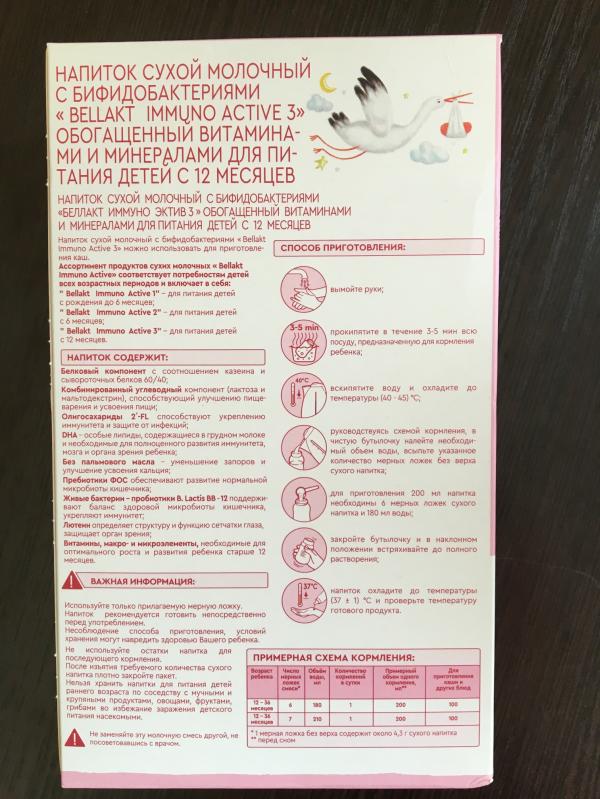 НАПИТОК СУХОЙ МОЛОЧНЫЙ
С БИФИДОБАКТЕРИЯМИ
« BELLAKT IMMUNO ACTIVE 3»
ОБОГАЩЕННЫЙ ВИТАМИНА-
МИ И МИНЕРАЛАМИ ДЛЯ ПИ-
ТАНИЯ ДЕТЕЙ С 12 МЕСЯЦЕВ
НАПИТОК СУХОЙ МОЛОЧНЫЙ С БИФИДОБАКТЕРИЯМИ
«БЕЛЛАКТ ИММУНО ЭКТИВ 3» ОБОГАЩЕННЫЙ ВИТАМИНАМИ
И МИНЕРАЛАМИ ДЛЯ ПИТАНИЯ ДЕТЕЙ С 12 МЕСЯЦЕВ
Напиток сухой молочный с бифидобактериями « Bellakt
Immuno Active 3» можно использовать для приготовле-
ния каш.
Ассортимент продуктов сухих молочных « Bellakt
Immuno Active» соответствует потребностям детей
всех возрастных периодов и включает в себя:
" Bellakt Immuno Active 1" – для питания детей
с рождения до 6 месяцев;
" Bellakt Immuno Active 2" – для питания детей
с 6 месяцев;
" Bellakt Immuno Active 3" – для питания детей
с 12 месяцев.
НАПИТОК СОДЕРЖИТ:
Белковый компонент с соотношением казеина и
сывороточных белков 60/40;
Комбинированный углеводный компонент (лактоза и
мальтодекстрин), способствующий улучшению пище-
варения и усвоения пищи;
Олигосахариды 2'-FL способствуют укреплению
иммунитета и защите от инфекций;
DHA – особые липиды, содержащиеся в грудном молоке
и необходимые для полноценного развития иммунитета,
мозга и органа зрения ребенка;
Без пальмового масла – уменьшение запоров и
улучшение усвоения кальция;
Пребиотики ФОС обеспечивают развитие нормальной
микробиоты кишечника;
Живые бактерии – пробиотики B. Lactis BB - 12 поддержи-
вают баланс здоровой микробиоты кишечника,
укрепляют иммунитет;
Лютеин определяет структуру и функцию сетчатки глаза,
защищает орган зрения;
Витамины, макро- и микроэлементы, необходимые для
оптимального роста и развития ребенка старше 12
месяцев.
ВАЖНАЯ ИНФОРМАЦИЯ:
Используйте только прилагаемую мерную ложку.
Напиток рекомендуется готовить непосредственно
перед употреблением.
Несоблюдение способа приготовления, условий
хранения могут навредить здоровью Вашего ребенка.
Не используйте остатки напитка для
последующего кормления.
После изъятия требуемого количества сухого
напитка плотно закройте пакет.
Нельзя хранить напитки для питания детей
раннего возраста по соседству с мучными и
крупяными продуктами, овощами, фруктами,
грибами во избежание заражения детского
питания насекомыми.
Не заменяйте эту молочную смесь другой, не
посоветовавшись с врачом.
СПОСОБ ПРИГОТОВЛЕНИЯ:
вымойте руки;
3-5 min
прокипятите в течение 3-5 мин всю
посуду, предназначенную для кормления
ребенка;
40°C
вскипятите воду и охладите до
температуры (40 - 45) °C;
руководствуясь схемой кормления, в
чистую бутылочку налейте необходи-
мый объем воды, всыпьте указанное
количество мерных ложек без верха
сухого напитка;
для приготовления 200 мл напитка
необходимы 6 мерных ложек сухого
напитка и 180 мл воды;
закройте бутылочку и в наклонном
положении встряхивайте до полного
растворения;
37°C
напиток охладите до температуры
(37 ± 1) °C и проверьте температуру
готового продукта.
ПРИМЕРНАЯ СХЕМА КОРМЛЕНИЯ:
Возраст ребенка Число мерных ложек смеси* Объём воды, мл Количество кормлений в сутки Примерный объем одного кормления, мл** Для приготовления каши и других блюд
12 – 36 месяцев 6 180 1 200 100
12 – 36 месяцев 7 210 1 200 100
* 1 мерная ложка без верха содержит около 4,3 г сухого напитка
** перед сном